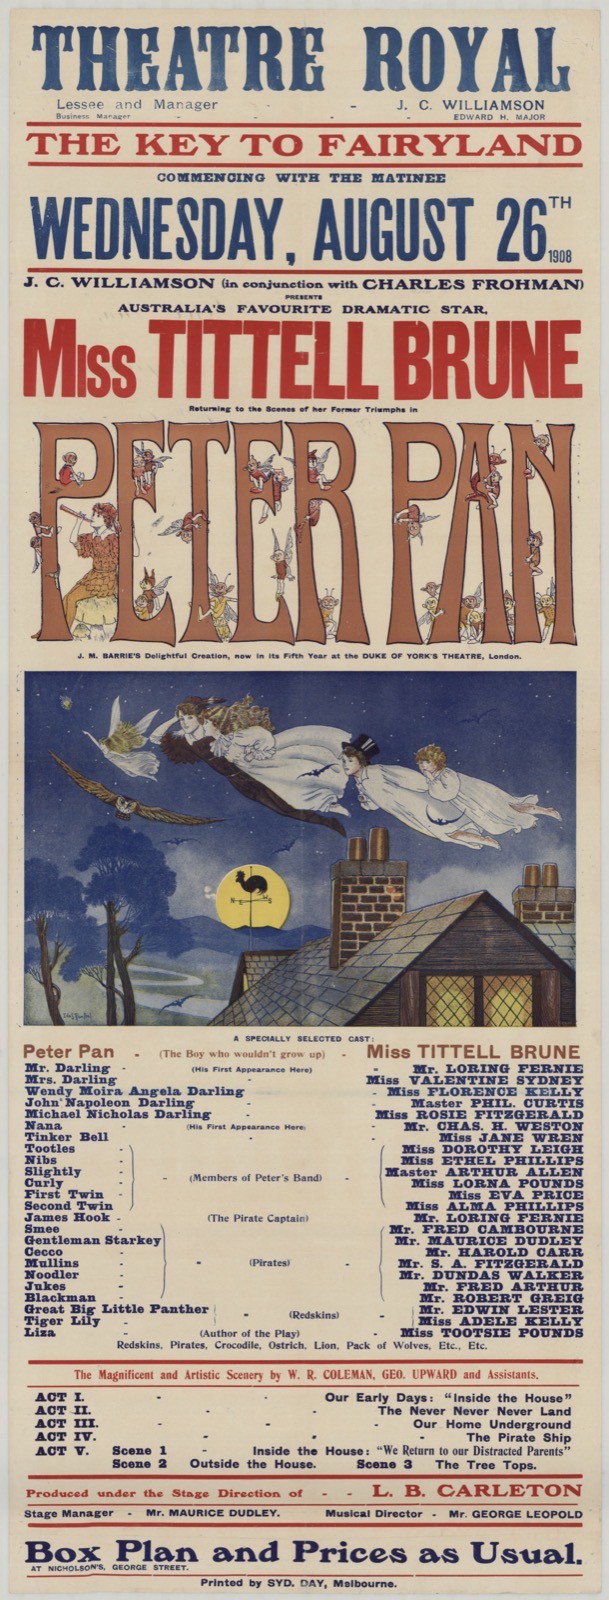 THEATRE ROYAL
Lessee and Manager - - J. C. WILLIAMSON
Business Manager - - - - - EDWARD H. MAJOR
THE KEY TO FAIRYLAND
COMMENCING WITH THE MATINEE
WEDNESDAY, AUGUST 26TH 1908
J. C. WILLIAMSON (in conjunction with CHARLES FROHMAN)
PRESENTS
AUSTRALIA'S FAVOURITE DRAMATIC STAR,
MISS TITTELL BRUNE
Returning to the Scenes of her Former Triumphs in
PETER PAN
J. M. BARRIE'S Delightful Creation, now in its Fifth Year at the DUKE OF YORK'S THEATRE, London.
N E S
A SPECIALLY SELECTED CAST:
Peter Pan - (The Boy who wouldn't grow up) - Miss TITTELL BRUNE
Mr. Darling - (His First Appearance Here) - Mr. LORING FERNIE
Mrs. Darling - - Miss VALENTINE SYDNEY
Wendy Moira Angela Darling - Miss FLORENCE KELLY
John Napoleon Darling - Master PHIL. CURTIS
Michael Nicholas Darling - Miss ROSIE FITZGERALD
Nana - (His First Appearance Here) - Mr. CHAS. H. WESTON
Tinker Bell - - Miss JANE WREN
Tootles - Miss DOROTHY LEIGH
Nibs - Miss ETHEL PHILLIPS
Slightly - Master ARTHUR ALLEN
Curly - (Members of Peter's Band) - Miss LORNA POUNDS
First Twin - Miss EVA PRICE
Second Twin - Miss ALMA PHILLIPS
James Hook - (The Pirate Captain) - Mr. LORING FERNIE
Smee - Mr. FRED CAMBOURNE
Gentleman Starkey - Mr. MAURICE DUDLEY
Cecco - Mr. HAROLD CARR
Mullins - (Pirates) - Mr. S. A. FITZGERALD
Noodler - Mr. DUNDAS WALKER
Jukes - Mr. FRED ARTHUR
Blackman - Mr. ROBERT GREIG
Great Big Little Panther - (Redskins) - Mr. EDWIN LESTER
Tiger Lily - Miss ADELE KELLY
Liza - (Author of the Play) - Miss TOOTSIE POUNDS
Redskins, Pirates, Crocodile, Ostrich, Lion, Pack of Wolves, Etc., Etc.
The Magnificent and Artistic Scenery by W. R. COLEMAN, GEO. UPWARD and Assistants.
ACT I. - - - Our Early Days: "Inside the House"
ACT II. - - - The Never Never Never Land
ACT III. - - - Our Home Underground
ACT IV. - - - - The Pirate Ship
ACT V. Scene 1 - Inside the House: "We Return to our Distracted Parents"
Scene 2 Outside the House. Scene 3 The Tree Tops.
Produced under the Stage Direction of - - L. B. CARLETON
Stage Manager - Mr. MAURICE DUDLEY. Musical Director - Mr. GEORGE LEOPOLD
Box Plan and Prices as Usual.
AT NICHOLSON'S, GEORGE STREET.
Printed by SYD. DAY, Melbourne.